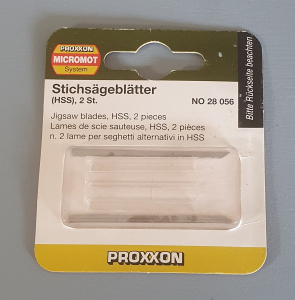 PROXXON
MICROMOT
System
Stichsägeblätter
(HSS), 2 St.
NO 28 056
Jigsaw blades, HSS, 2 pieces
Lames de scie sauteuse, HSS, 2 pièces
n. 2 lame per seghetti alternativi in HSS
Bitte Rückseite beachten
PROXXON